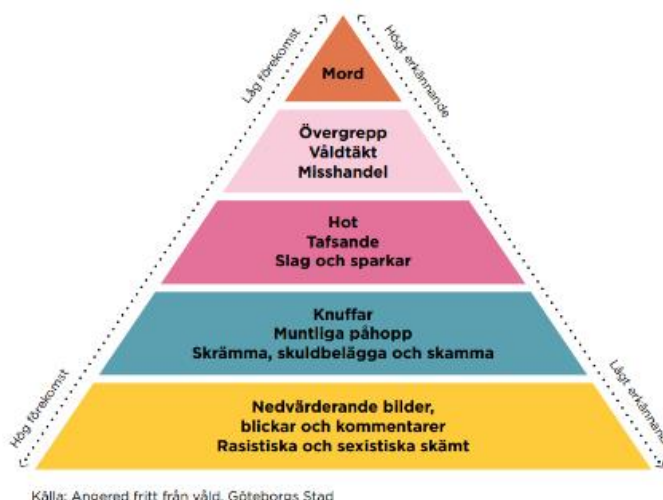 Låg förekomst
Högt erkännande
Mord
Övergrepp
Våldtäkt
Misshandel
Hot
Tafsande
Slag och sparkar
Knuffar
Muntliga påhopp
Skrämma, skuldbelägga och skamma
Hög förekomst
Lågt erkännande
Nedvärderande bilder,
blickar och kommentarer
Rasistiska och sexistiska skämt
Källa: Angered fritt från våld, Göteborgs Stad